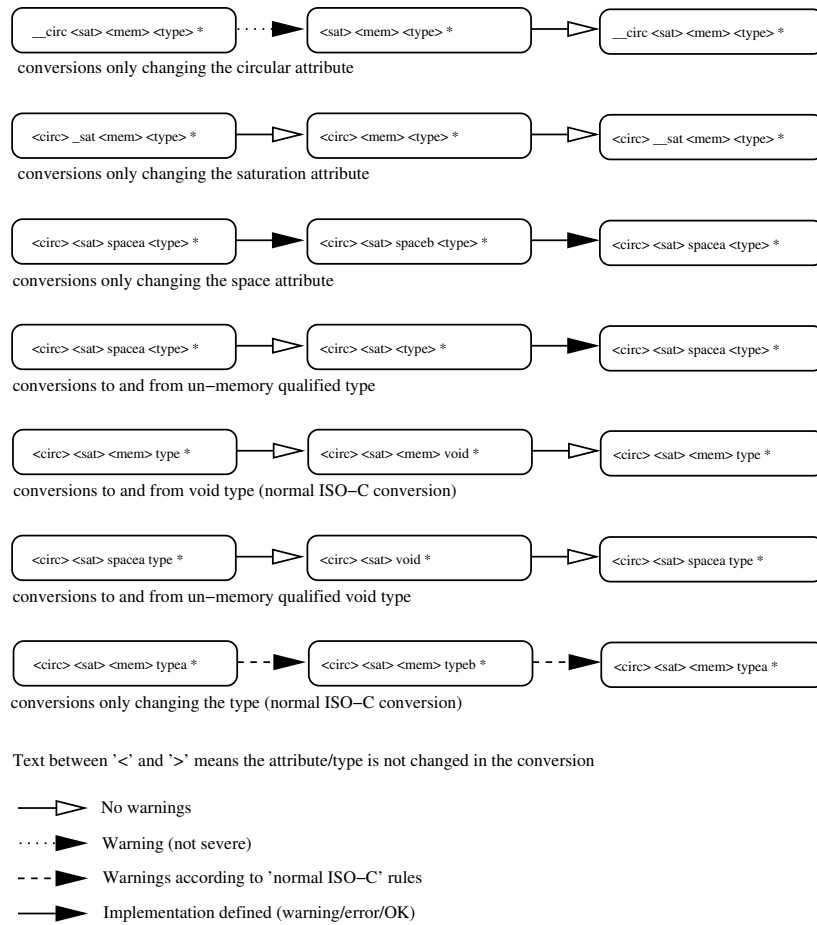 __circ <sat> <mem> <type> * <sat> <mem> <type> * __circ <sat> <mem> <type> *
conversions only changing the circular attribute
<circ> _sat <mem> <type> * <circ> <mem> <type> * <circ> __sat <mem> <type> *
conversions only changing the saturation attribute
<circ> <sat> spacea <type> * <circ> <sat> spaceb <type> * <circ> <sat> spacea <type> *
conversions only changing the space attribute
<circ> <sat> spacea <type> * <circ> <sat> <type> * <circ> <sat> spacea <type> *
conversions to and from un−memory qualified type
<circ> <sat> <mem> type * <circ> <sat> <mem> void * <circ> <sat> <mem> type *
conversions to and from void type (normal ISO−C conversion)
<circ> <sat> spacea type * <circ> <sat> void * <circ> <sat> spacea type *
conversions to and from un−memory qualified void type
<circ> <sat> <mem> typea * <circ> <sat> <mem> typeb * <circ> <sat> <mem> typea *
conversions only changing the type (normal ISO−C conversion)
Text between ’<’ and ’>’ means the attribute/type is not changed in the conversion
No warnings
Warning (not severe)
Warnings according to ’normal ISO−C’ rules
Implementation defined (warning/error/OK)